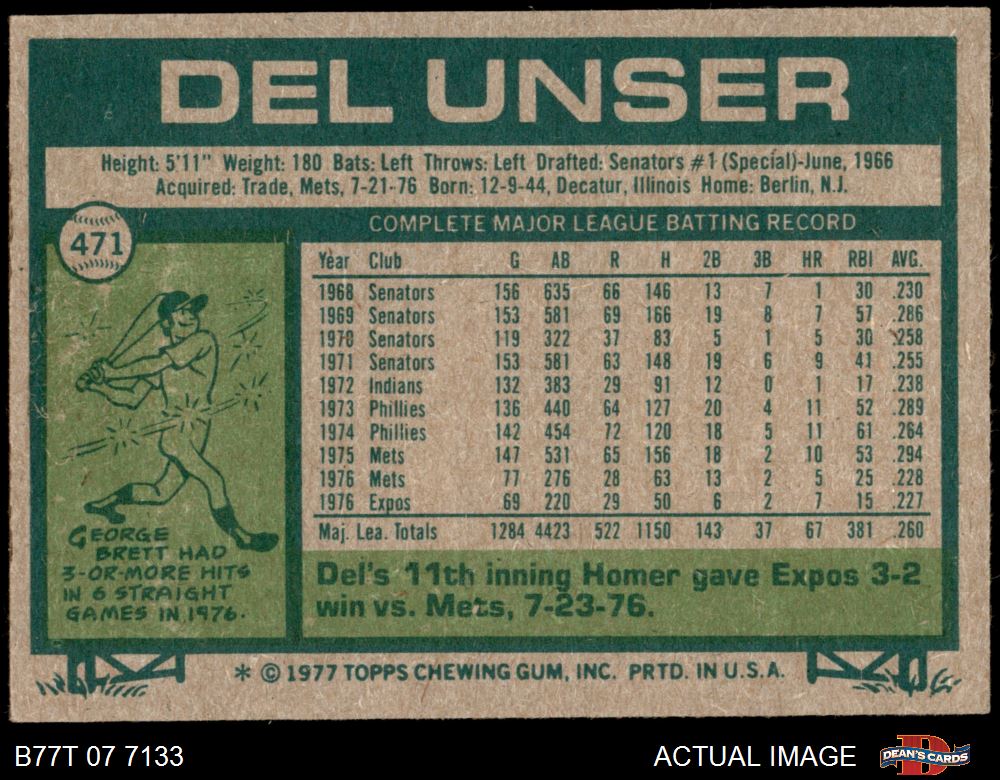 DEL UNSER
Height: 5'11" Weight: 180 Bats: Left Throws: Left Drafted: Senators #1 (Special)-June, 1966
Acquired: Trade, Mets, 7-21-76 Born: 12-9-44, Decatur, Illinois Home: Berlin, N.J.
471
COMPLETE MAJOR LEAGUE BATTING RECORD
Year Club G AB R H 2B 3B HR RBI AVG.
1968 Senators 156 635 66 146 13 7 1 30 .230
1969 Senators 153 581 69 166 19 8 7 57 .286
1970 Senators 119 322 37 83 5 1 5 30 .258
1971 Senators 153 581 63 148 19 6 9 41 .255
1972 Indians 132 383 29 91 12 0 1 17 .238
1973 Phillies 136 440 64 127 20 4 11 52 .289
1974 Phillies 142 454 72 120 18 5 11 61 .264
1975 Mets 147 531 65 156 18 2 10 53 .294
1976 Mets 77 276 28 63 13 2 5 25 .228
1976 Expos 69 220 29 50 6 2 7 15 .227
Maj. Lea. Totals 1284 4423 522 1150 143 37 67 381 .260
GEORGE
BRETT HAD
3-OR-MORE HITS
IN 6 STRAIGHT
GAMES IN 1976.
Del's 11th inning Homer gave Expos 3-2
win vs. Mets, 7-23-76.
* © 1977 TOPPS CHEWING GUM, INC. PRTD. IN U.S.A.
B77T 07 7133
ACTUAL IMAGE
D
DEAN'S CARDS